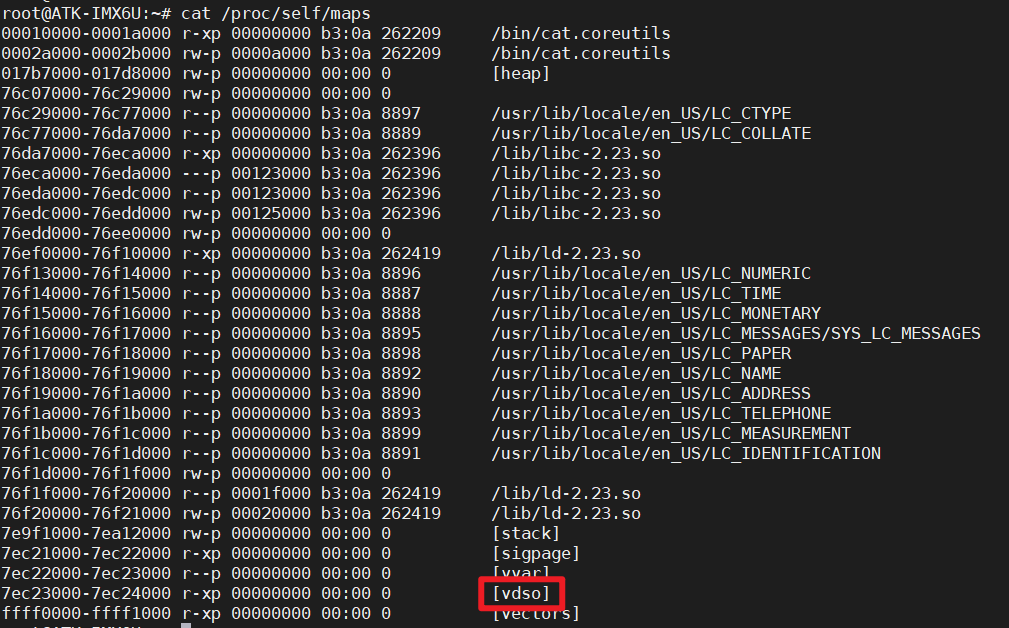 root@ATK-IMX6U:~# cat /proc/self/maps
00010000-0001a000 r-xp 00000000 b3:0a 262209     /bin/cat.coreutils
0002a000-0002b000 rw-p 0000a000 b3:0a 262209     /bin/cat.coreutils
017b7000-017d8000 rw-p 00000000 00:00 0          [heap]
76c07000-76c29000 rw-p 00000000 00:00 0
76c29000-76c77000 r--p 00000000 b3:0a 8897       /usr/lib/locale/en_US/LC_CTYPE
76c77000-76da7000 r--p 00000000 b3:0a 8889       /usr/lib/locale/en_US/LC_COLLATE
76da7000-76eca000 r-xp 00000000 b3:0a 262396     /lib/libc-2.23.so
76eca000-76eda000 ---p 00123000 b3:0a 262396     /lib/libc-2.23.so
76eda000-76edc000 r--p 00123000 b3:0a 262396     /lib/libc-2.23.so
76edc000-76edd000 rw-p 00125000 b3:0a 262396     /lib/libc-2.23.so
76edd000-76ee0000 rw-p 00000000 00:00 0
76ef0000-76f10000 r-xp 00000000 b3:0a 262419     /lib/ld-2.23.so
76f13000-76f14000 r--p 00000000 b3:0a 8896       /usr/lib/locale/en_US/LC_NUMERIC
76f14000-76f15000 r--p 00000000 b3:0a 8887       /usr/lib/locale/en_US/LC_TIME
76f15000-76f16000 r--p 00000000 b3:0a 8888       /usr/lib/locale/en_US/LC_MONETARY
76f16000-76f17000 r--p 00000000 b3:0a 8895       /usr/lib/locale/en_US/LC_MESSAGES/SYS_LC_MESSAGES
76f17000-76f18000 r--p 00000000 b3:0a 8898       /usr/lib/locale/en_US/LC_PAPER
76f18000-76f19000 r--p 00000000 b3:0a 8892       /usr/lib/locale/en_US/LC_NAME
76f19000-76f1a000 r--p 00000000 b3:0a 8890       /usr/lib/locale/en_US/LC_ADDRESS
76f1a000-76f1b000 r--p 00000000 b3:0a 8893       /usr/lib/locale/en_US/LC_TELEPHONE
76f1b000-76f1c000 r--p 00000000 b3:0a 8899       /usr/lib/locale/en_US/LC_MEASUREMENT
76f1c000-76f1d000 r--p 00000000 b3:0a 8891       /usr/lib/locale/en_US/LC_IDENTIFICATION
76f1d000-76f1f000 rw-p 00000000 00:00 0
76f1f000-76f20000 r--p 0001f000 b3:0a 262419     /lib/ld-2.23.so
76f20000-76f21000 rw-p 00020000 b3:0a 262419     /lib/ld-2.23.so
7e9f1000-7ea12000 rw-p 00000000 00:00 0          [stack]
7ec21000-7ec22000 r-xp 00000000 00:00 0          [sigpage]
7ec22000-7ec23000 r--p 00000000 00:00 0          [vvar]
7ec23000-7ec24000 r-xp 00000000 00:00 0          [vdso]
ffff0000-ffff1000 r-xp 00000000 00:00 0          [vectors]